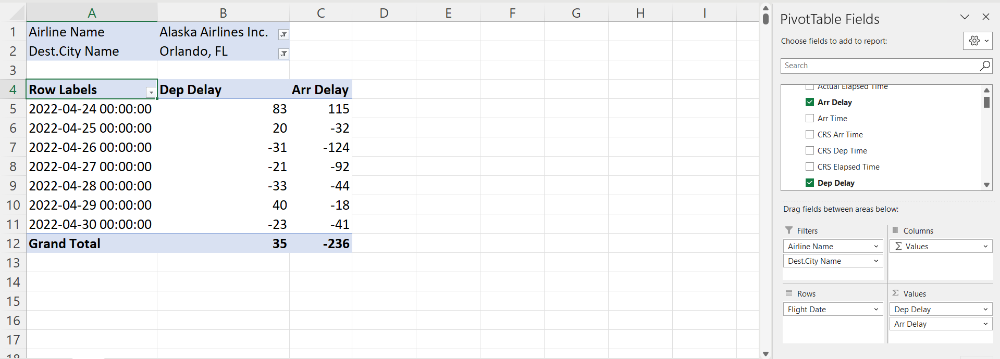 A B C D E F G H I
1 Airline Name Alaska Airlines Inc.
2 Dest.City Name Orlando, FL
3
4 Row Labels Dep Delay Arr Delay
5 2022-04-24 00:00:00 83 115
6 2022-04-25 00:00:00 20 -32
7 2022-04-26 00:00:00 -31 -124
8 2022-04-27 00:00:00 -21 -92
9 2022-04-28 00:00:00 -33 -44
10 2022-04-29 00:00:00 40 -18
11 2022-04-30 00:00:00 -23 -41
12 Grand Total 35 -236
13
14
15
16
17
18
PivotTable Fields
Choose fields to add to report:
Search
Actual Elapsed Time
Arr Delay
Arr Time
CRS Arr Time
CRS Dep Time
CRS Elapsed Time
Dep Delay
Drag fields between areas below:
Filters
Airline Name
Dest.City Name
Columns
Σ Values
Rows
Flight Date
Σ Values
Dep Delay
Arr Delay